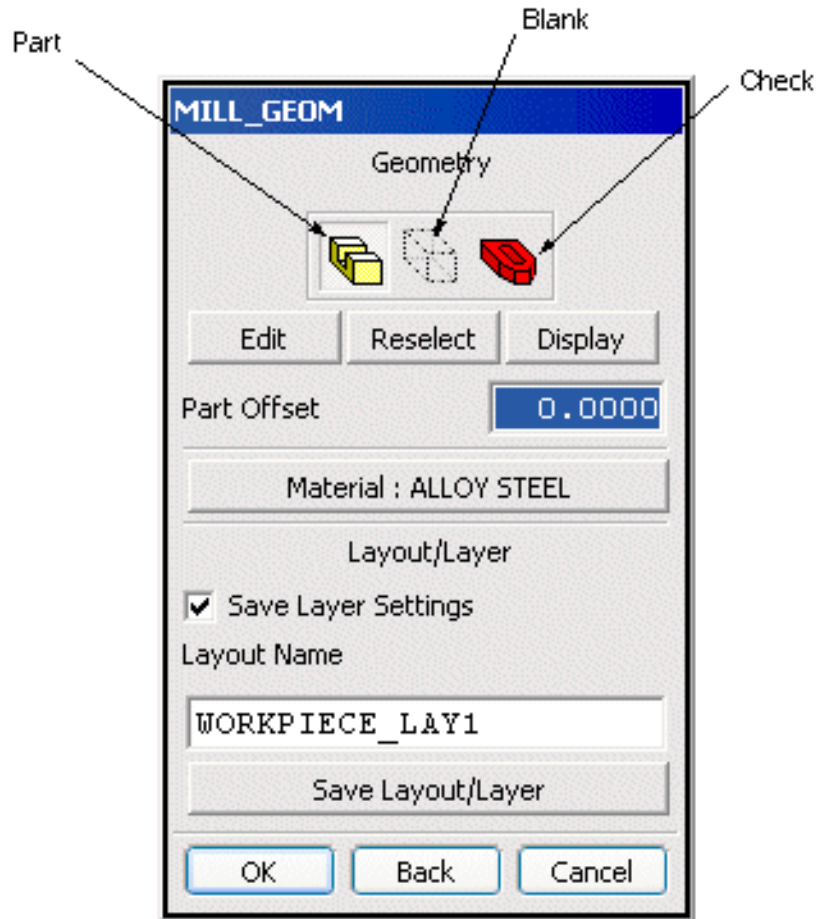 Blank
Part
Check
MILL_GEOM
Geometry
Edit Reselect Display
Part Offset 0.0000
Material : ALLOY STEEL
Layout/Layer
Save Layer Settings
Layout Name
WORKPIECE_LAY1
Save Layout/Layer
OK Back Cancel